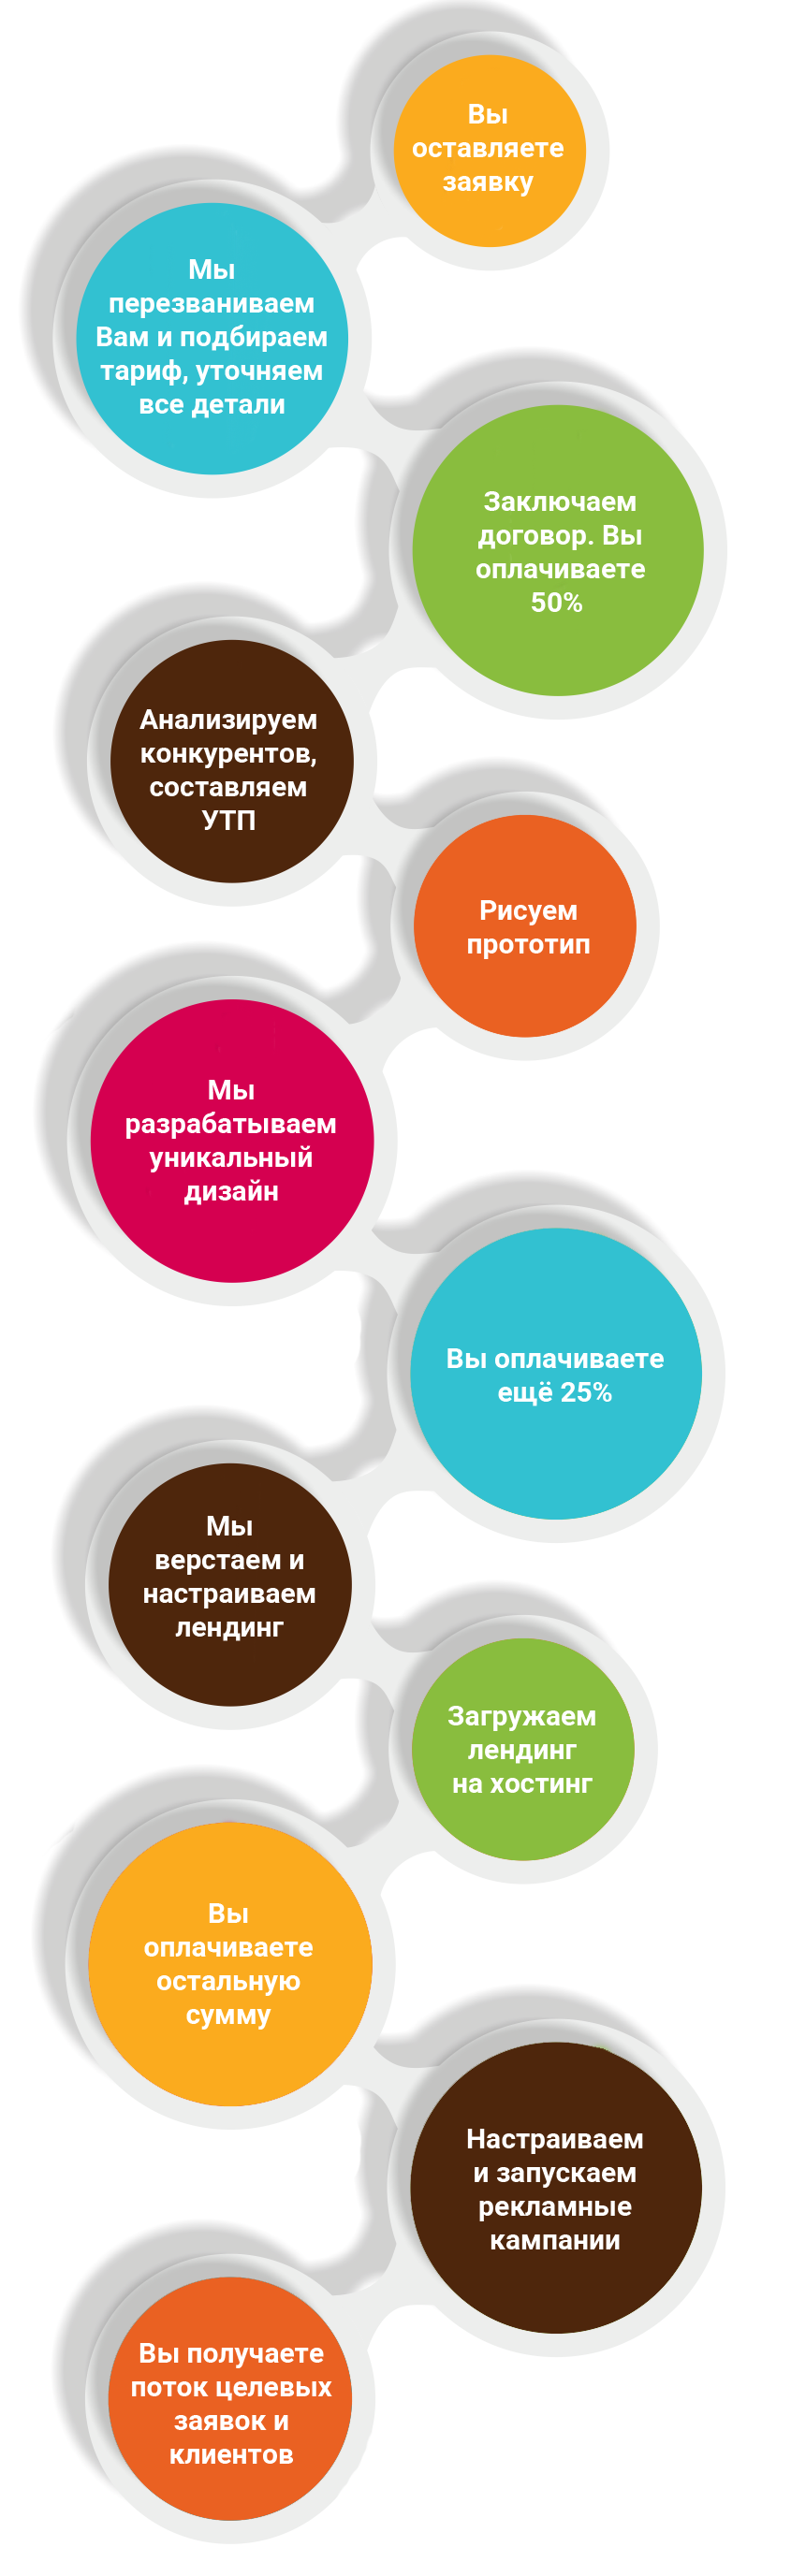 Вы
оставляете
заявку
Мы
перезваниваем
Вам и подбираем
тариф, уточняем
все детали
Заключаем
договор. Вы
оплачиваете
50%
Анализируем
конкурентов,
составляем
УТП
Рисуем
прототип
Мы
разрабатываем
уникальный
дизайн
Вы оплачиваете
ещё 25%
Мы
верстаем и
настраиваем
лендинг
Загружаем
лендинг
на хостинг
Вы
оплачиваете
остальную
сумму
Настраиваем
и запускаем
рекламные
кампании
Вы получаете
поток целевых
заявок и
клиентов